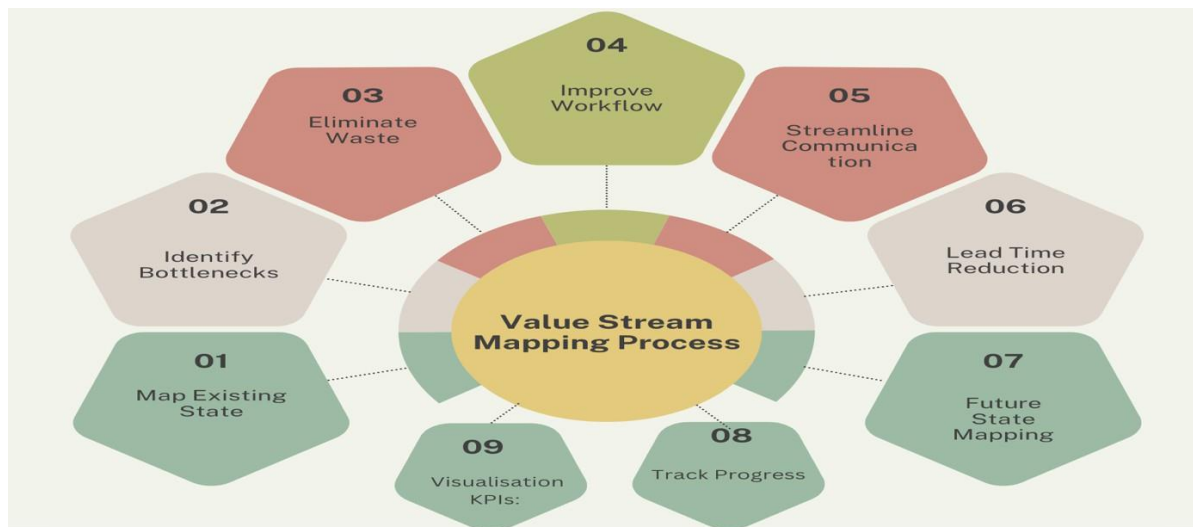 04
Improve
Workflow
03
Eliminate
Waste
05
Streamline
Communica
tion
02
Identify
Bottlenecks
06
Lead Time
Reduction
Value Stream
Mapping Process
01
Map Existing
State
07
Future
State
Mapping
09
Visualisation
KPIs:
08
Track Progress